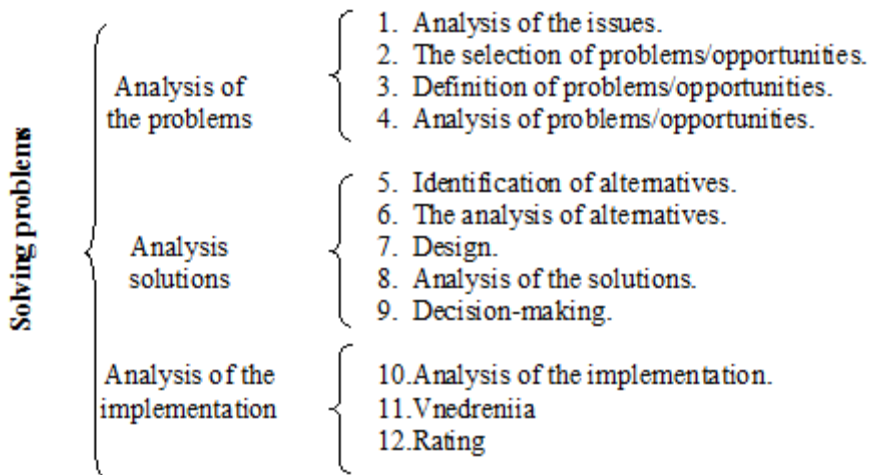 Solving problems
Analysis of
the problems
1. Analysis of the issues.
2. The selection of problems/opportunities.
3. Definition of problems/opportunities.
4. Analysis of problems/opportunities.
Analysis
solutions
5. Identification of alternatives.
6. The analysis of alternatives.
7. Design.
8. Analysis of the solutions.
9. Decision-making.
Analysis of the
implementation
10.Analysis of the implementation.
11.Vnedreniia
12.Rating